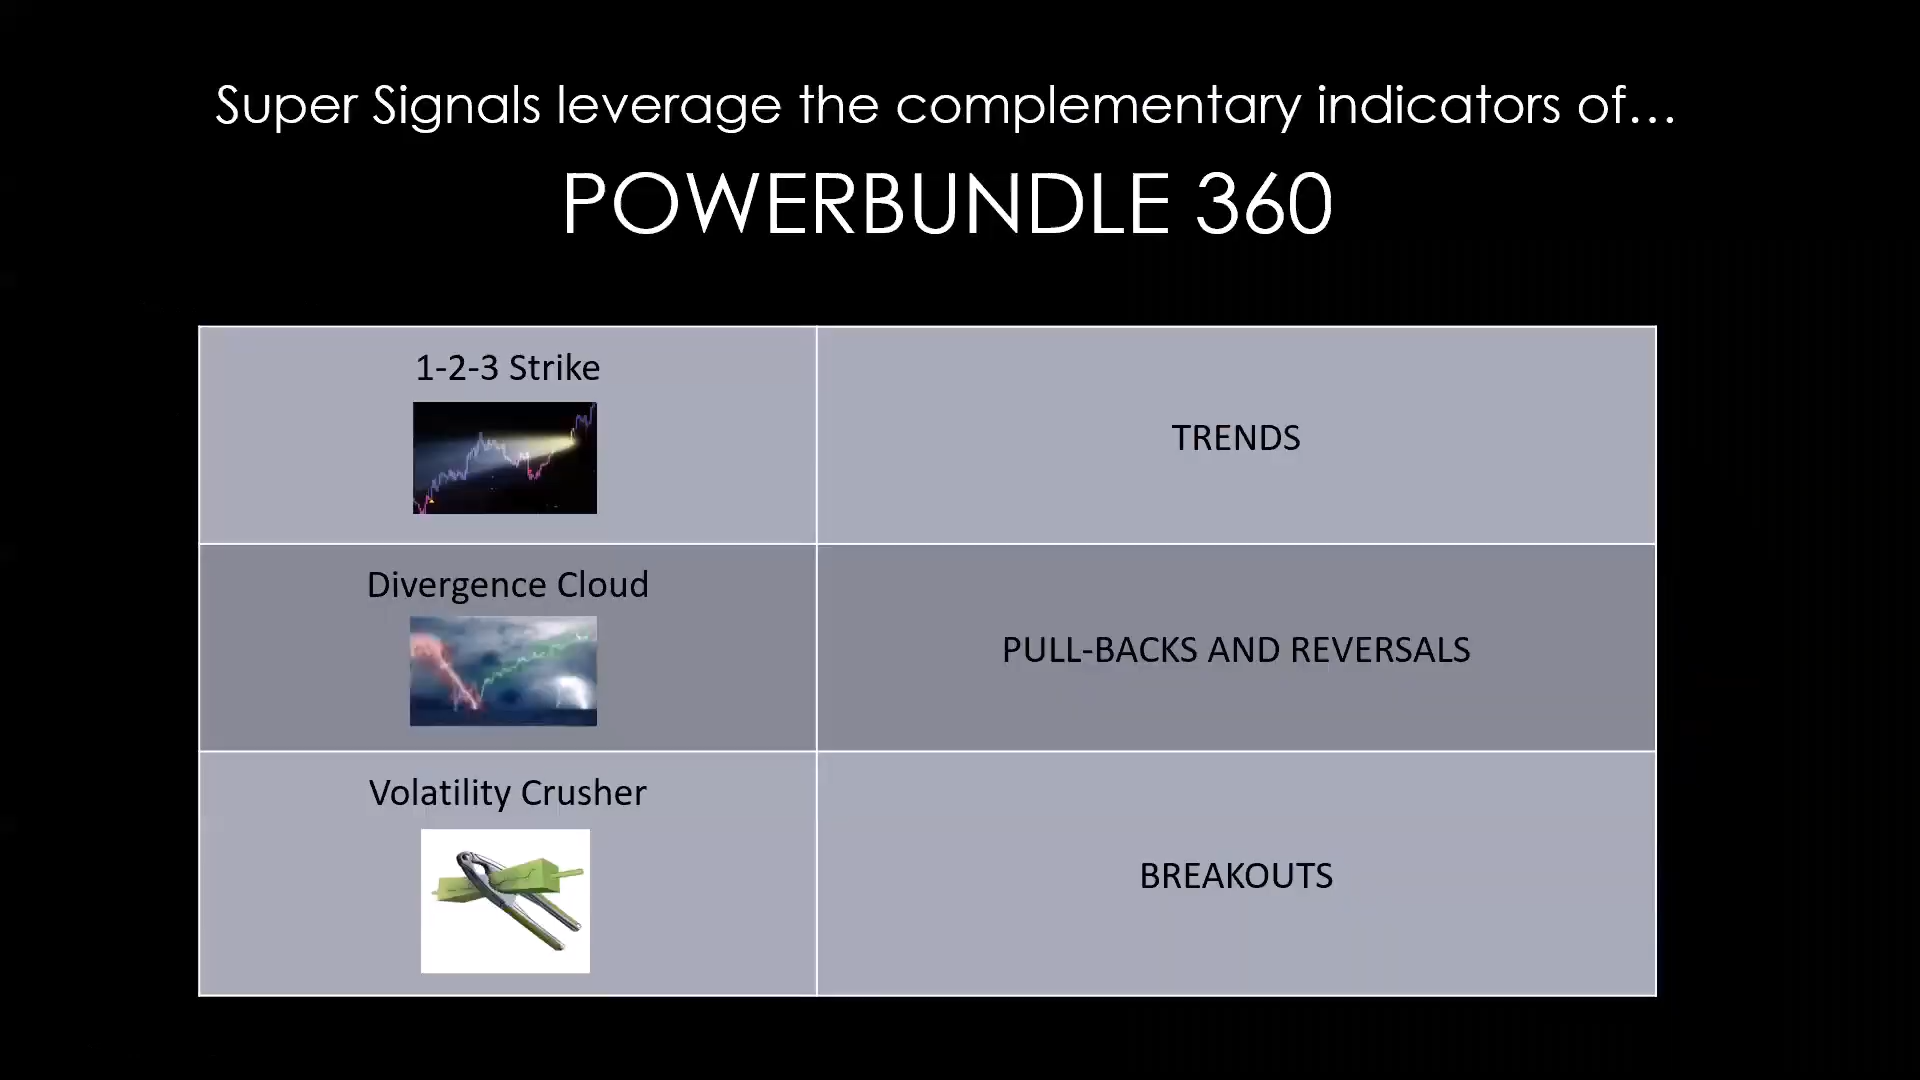 Super Signals leverage the complementary indicators of...
POWERBUNDLE 360
1-2-3 Strike
TRENDS
Divergence Cloud
PULL-BACKS AND REVERSALS
Volatility Crusher
BREAKOUTS